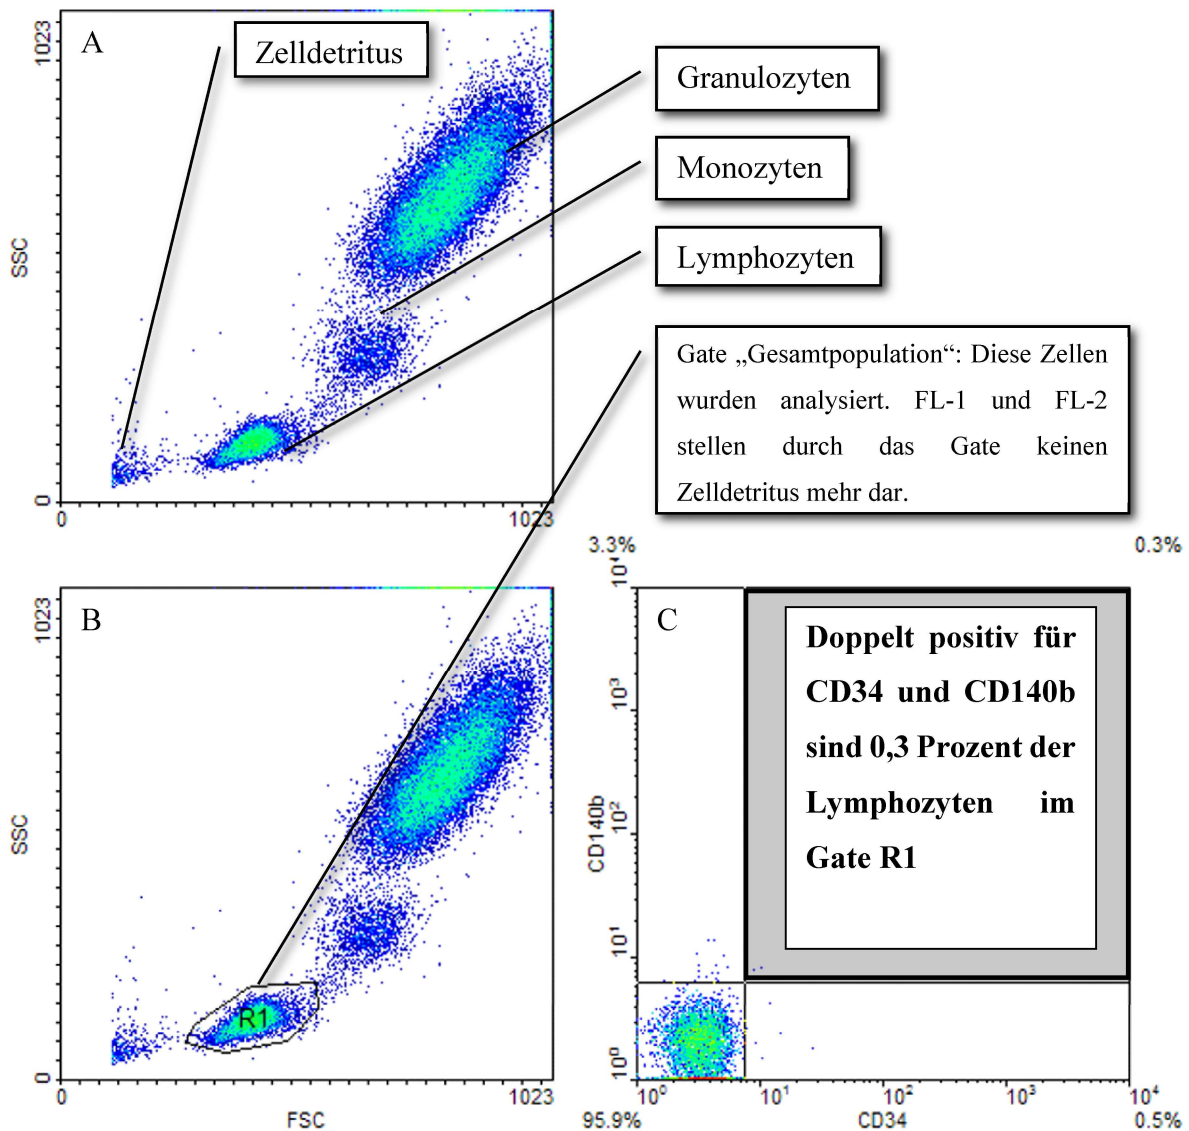 A
Zelldetritus
Granulozyten
Monozyten
Lymphozyten
1023
SSC
0
0
1023
Gate „Gesamtpopulation“: Diese Zellen
wurden analysiert. FL-1 und FL-2
stellen durch das Gate keinen
Zelldetritus mehr dar.
B
1023
SSC
0
R1
0
FSC
1023
3.3%
0.3%
C
10⁴
10³
CD140b
10²
10¹
10⁰
Doppelt positiv für
CD34 und CD140b
sind 0,3 Prozent der
Lymphozyten im
Gate R1
10⁰
10¹
10²
10³
10⁴
95.9%
CD34
0.5%